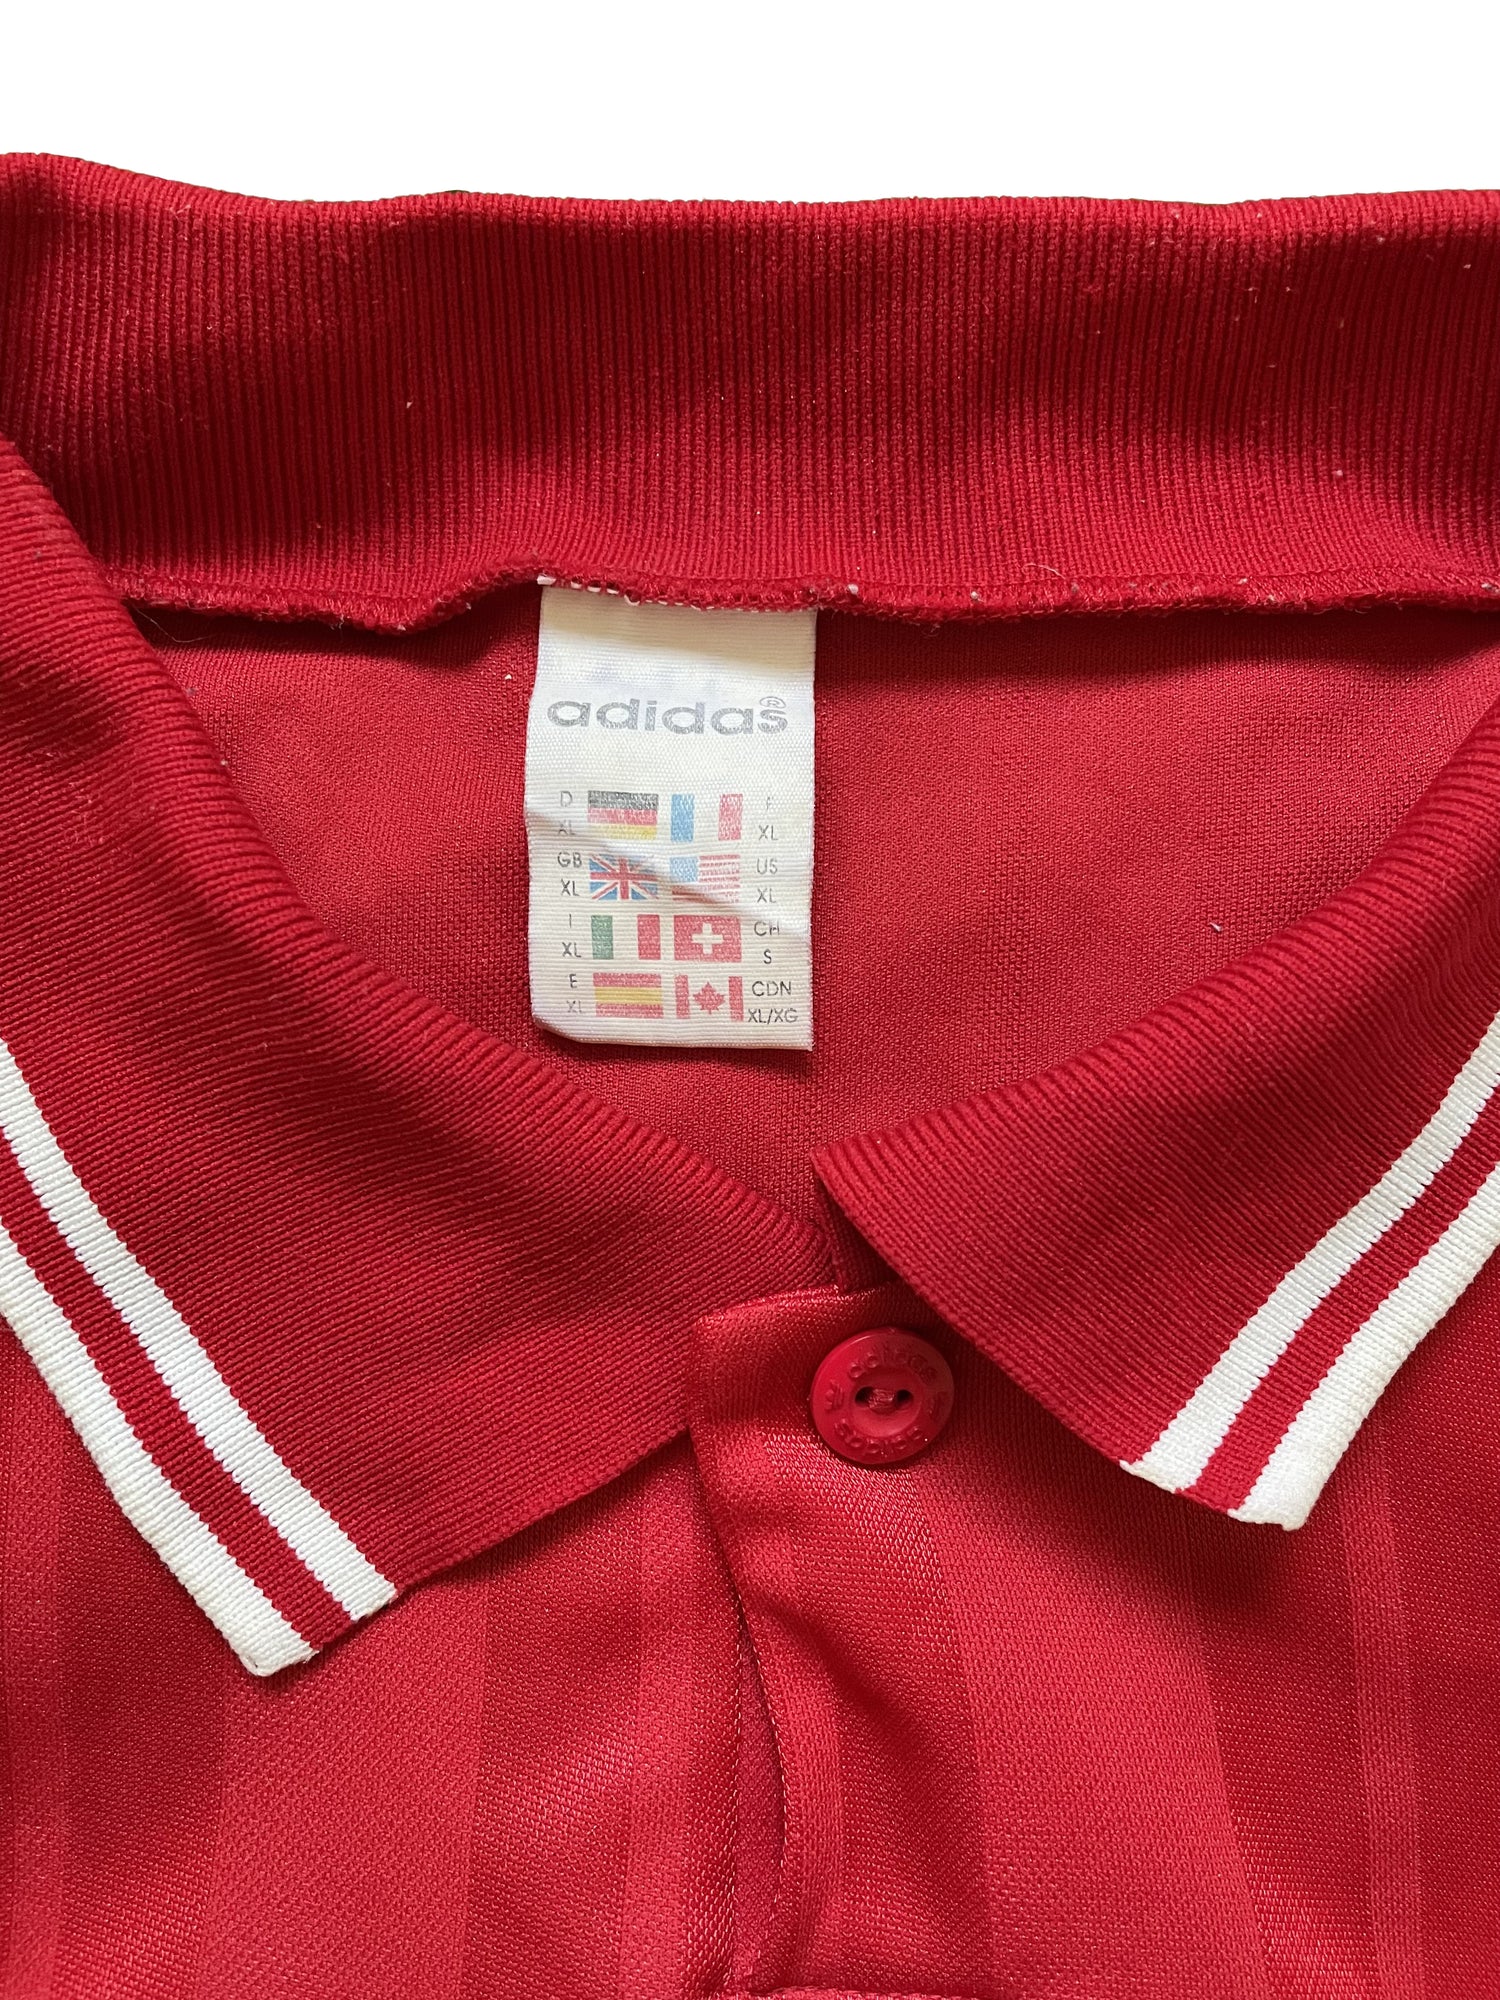 adidas®
D F
XL XL
GB US
XL XL
I CH
XL S
E CDN
XL XL/XG